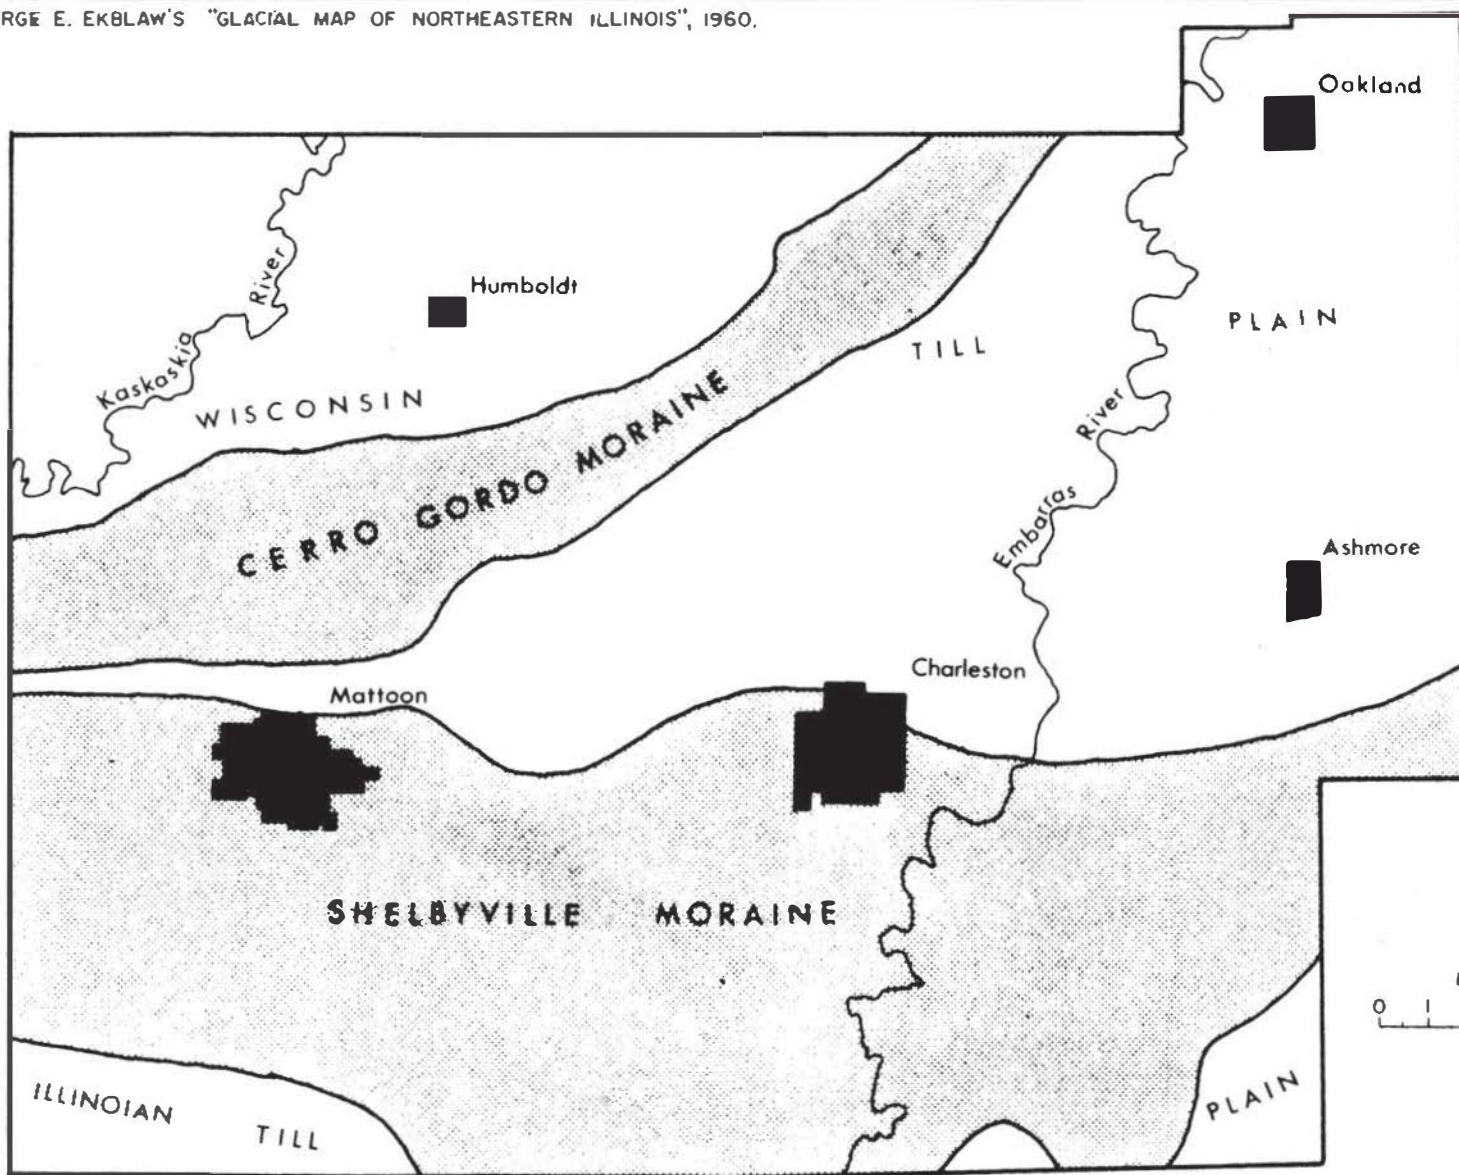 RGE E. EKBLAW'S "GLACIAL MAP OF NORTHEASTERN ILLINOIS", 1960.
Oakland
Humboldt
Kaskaskia River
WISCONSIN
TILL
PLAIN
CERRO GORDO MORAINE
Embarras River
Ashmore
Mattoon
Charleston
SHELBYVILLE MORAINE
0 1
ILLINOIAN TILL
PLAIN